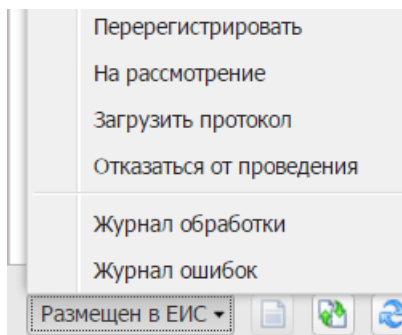 Перерегистрировать
На рассмотрение
Загрузить протокол
Отказаться от проведения
Журнал обработки
Журнал ошибок
Размещен в ЕИС